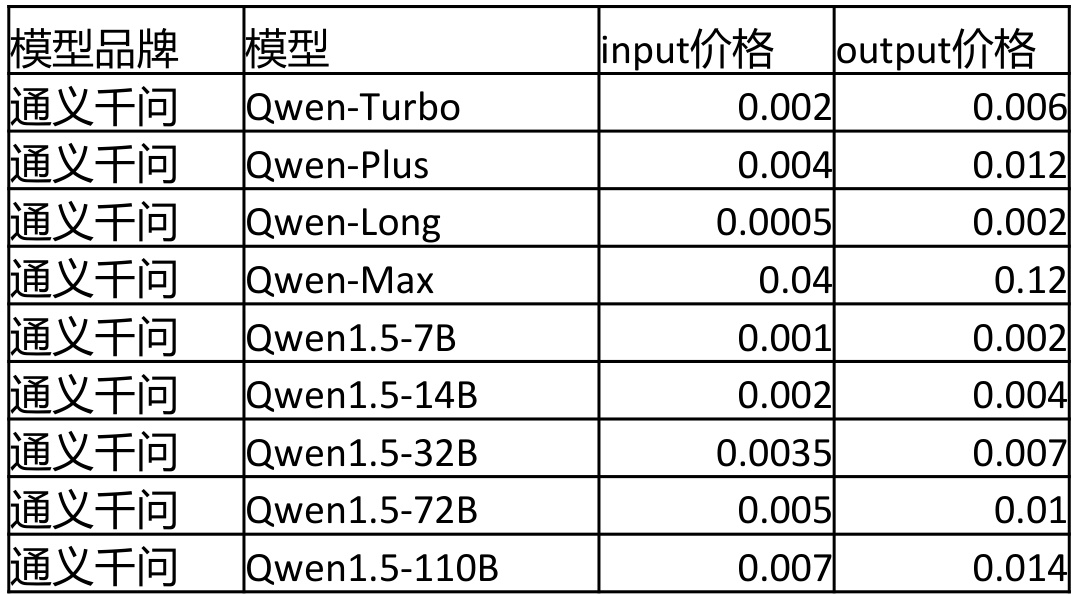 模型品牌 模型 input价格 output价格
通义千问 Qwen-Turbo 0.002 0.006
通义千问 Qwen-Plus 0.004 0.012
通义千问 Qwen-Long 0.0005 0.002
通义千问 Qwen-Max 0.04 0.12
通义千问 Qwen1.5-7B 0.001 0.002
通义千问 Qwen1.5-14B 0.002 0.004
通义千问 Qwen1.5-32B 0.0035 0.007
通义千问 Qwen1.5-72B 0.005 0.01
通义千问 Qwen1.5-110B 0.007 0.014